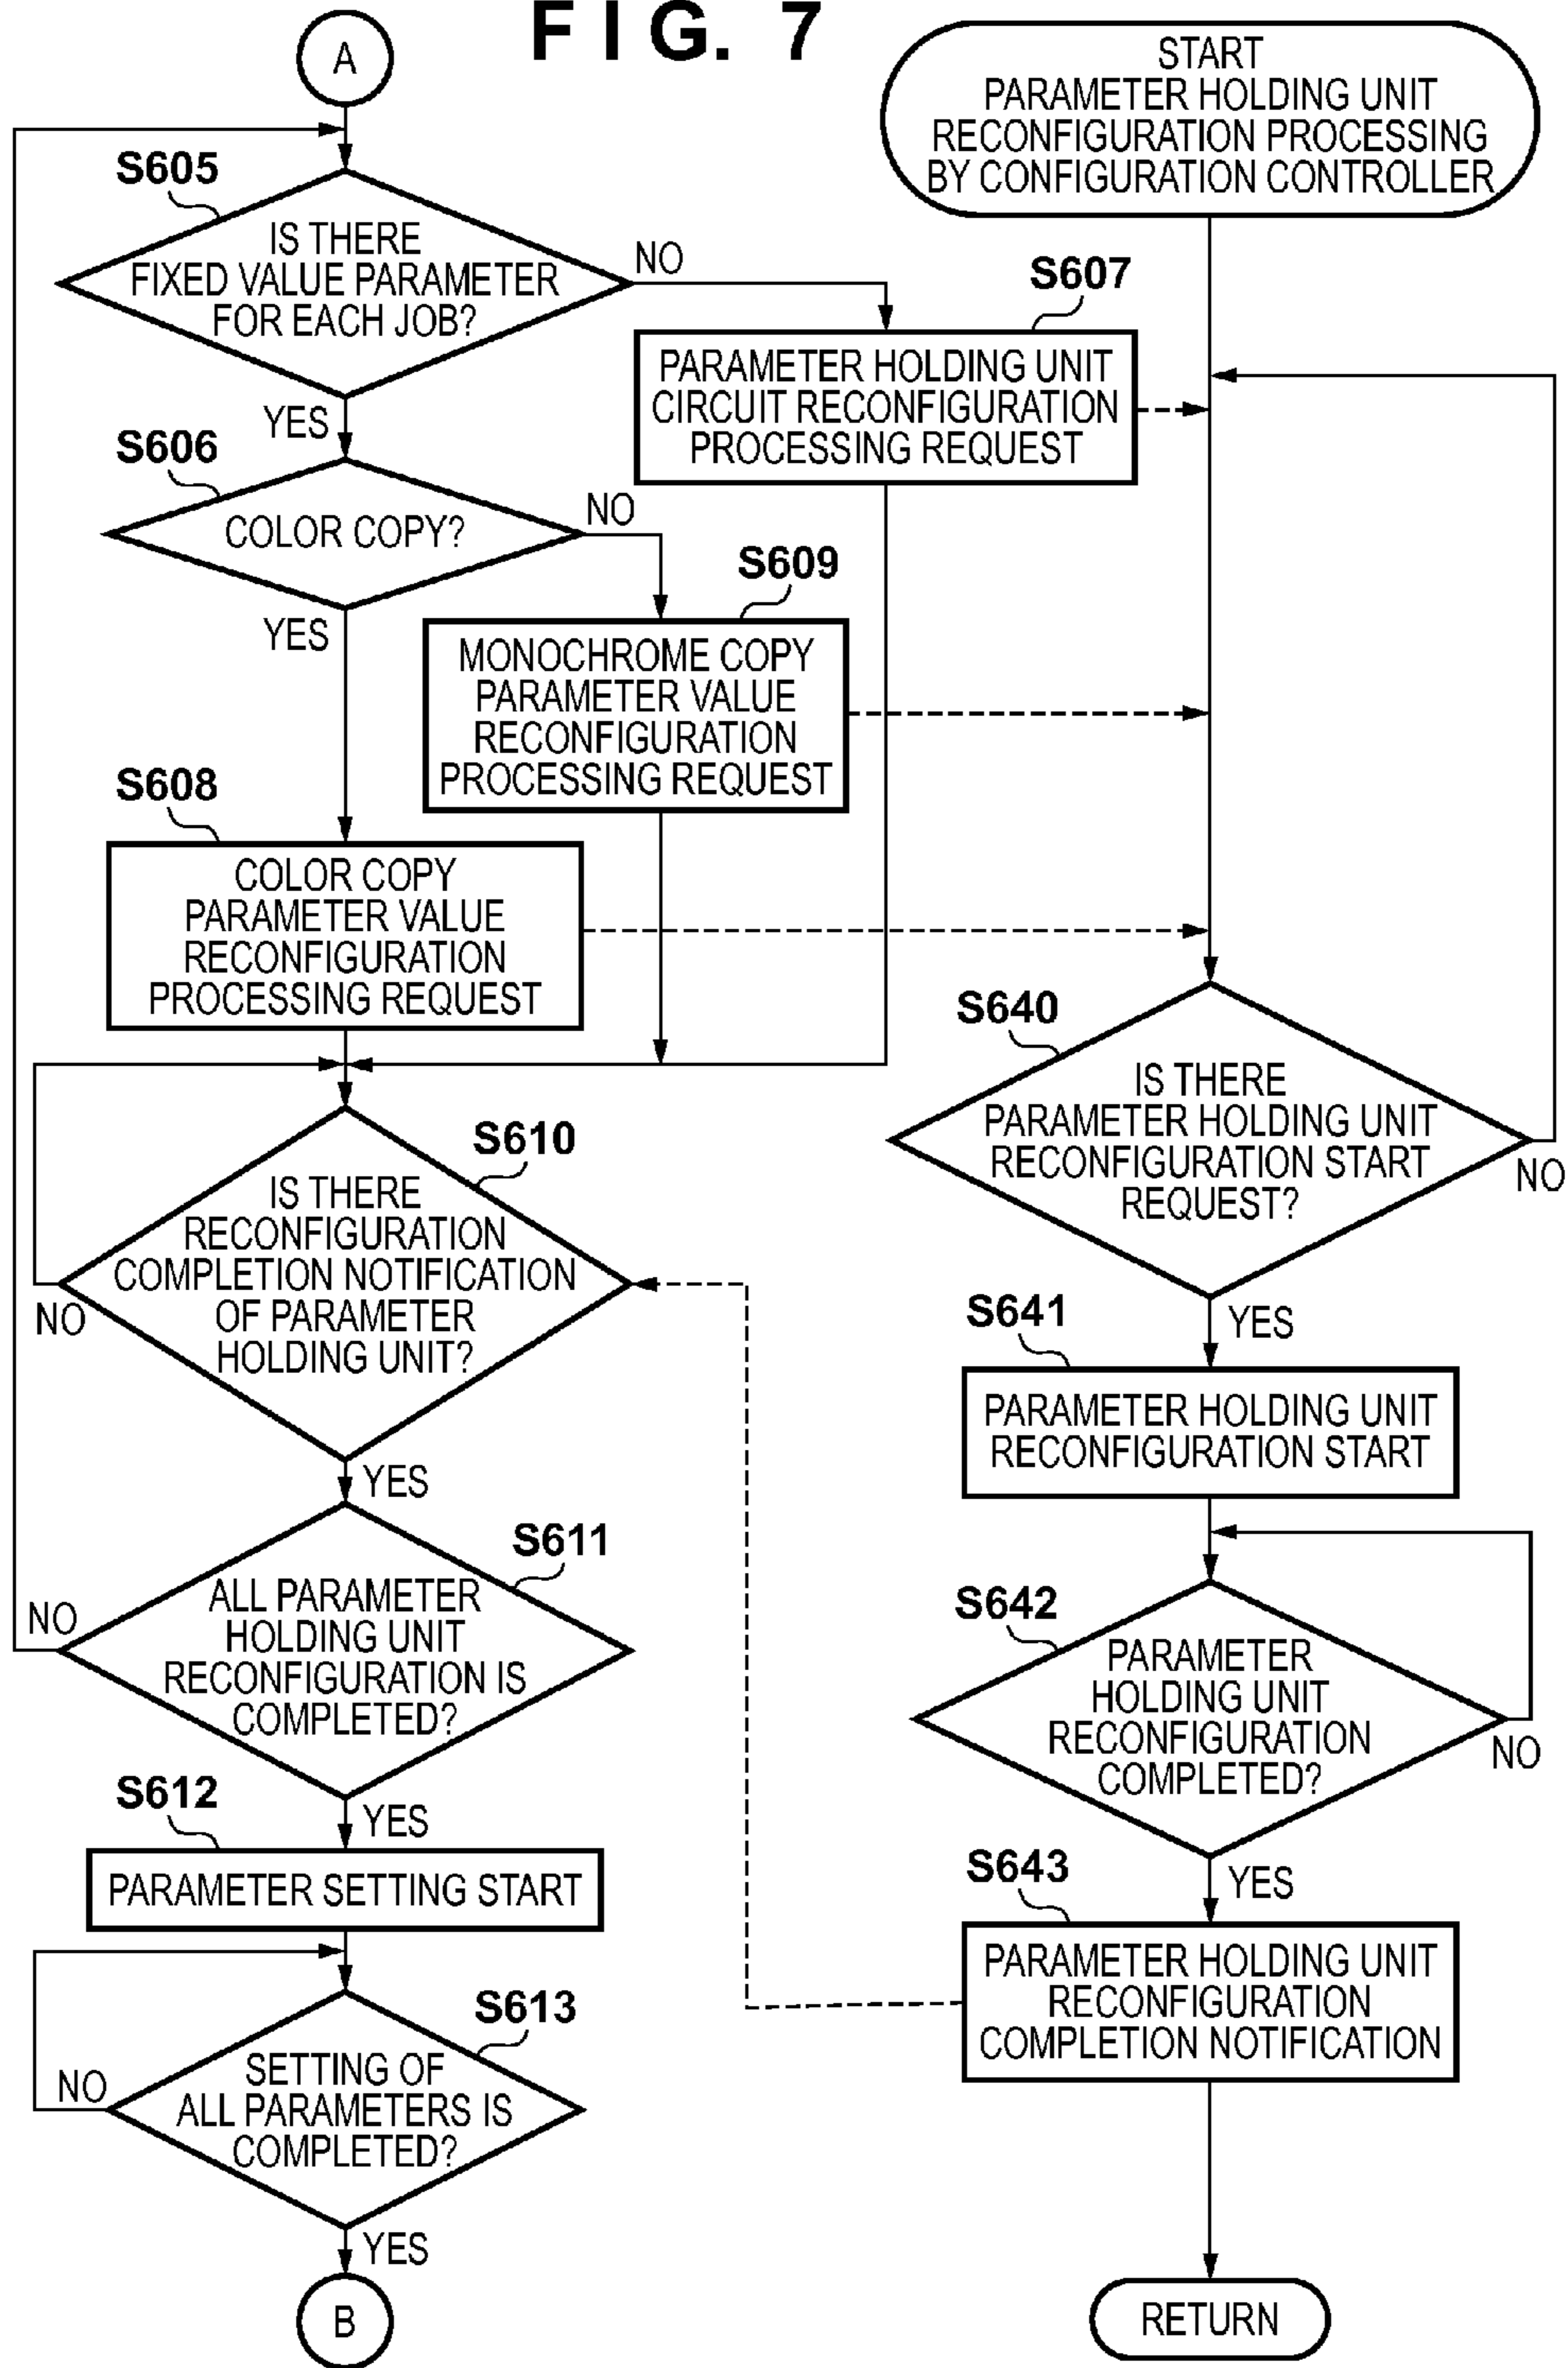 FIG. 7
A
S605
IS THERE
FIXED VALUE PARAMETER
FOR EACH JOB?
NO
YES
S606
COLOR COPY?
NO
YES
S607
PARAMETER HOLDING UNIT
CIRCUIT RECONFIGURATION
PROCESSING REQUEST
S609
MONOCHROME COPY
PARAMETER VALUE
RECONFIGURATION
PROCESSING REQUEST
S608
COLOR COPY
PARAMETER VALUE
RECONFIGURATION
PROCESSING REQUEST
S610
IS THERE
RECONFIGURATION
COMPLETION NOTIFICATION
OF PARAMETER
HOLDING UNIT?
NO
YES
S611
ALL PARAMETER
HOLDING UNIT
RECONFIGURATION IS
COMPLETED?
NO
YES
S612
PARAMETER SETTING START
S613
SETTING OF
ALL PARAMETERS IS
COMPLETED?
NO
YES
B
START
PARAMETER HOLDING UNIT
RECONFIGURATION PROCESSING
BY CONFIGURATION CONTROLLER
S640
IS THERE
PARAMETER HOLDING UNIT
RECONFIGURATION START
REQUEST?
NO
YES
S641
PARAMETER HOLDING UNIT
RECONFIGURATION START
S642
PARAMETER
HOLDING UNIT
RECONFIGURATION
COMPLETED?
NO
YES
S643
PARAMETER HOLDING UNIT
RECONFIGURATION
COMPLETION NOTIFICATION
RETURN